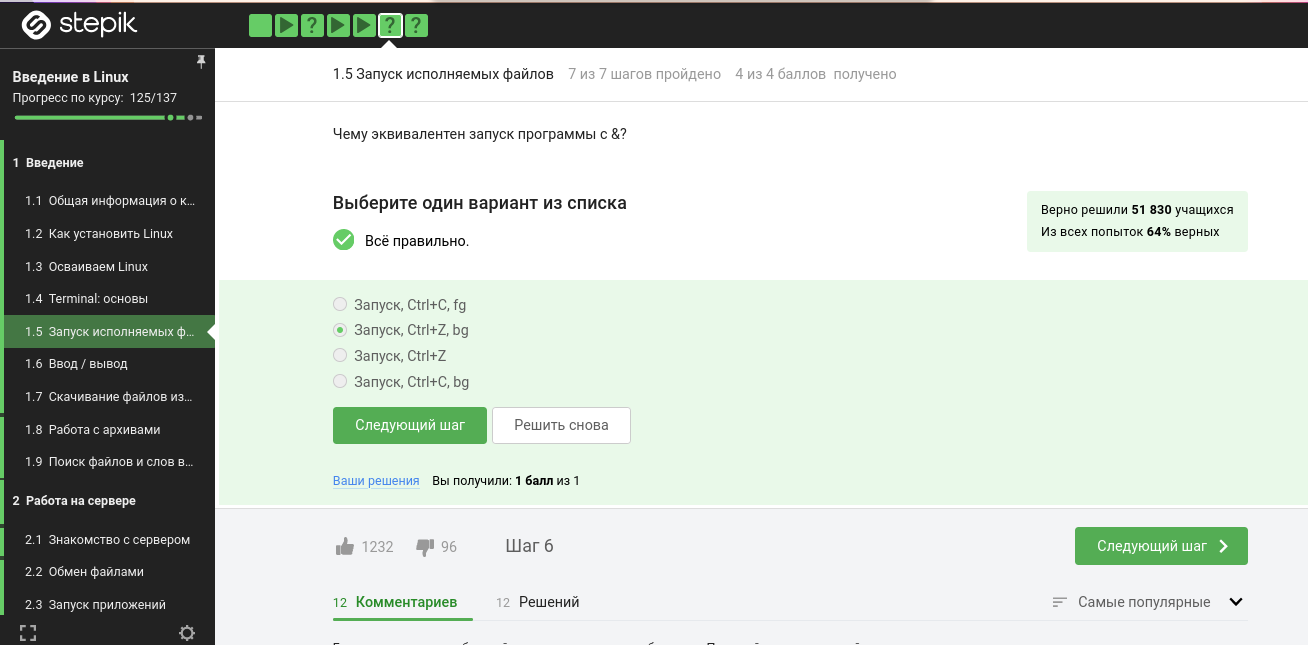 stepik
? ? ?
Введение в Linux
Прогресс по курсу: 125/137
1 Введение
1.1 Общая информация о к...
1.2 Как установить Linux
1.3 Осваиваем Linux
1.4 Terminal: основы
1.5 Запуск исполняемых ф...
1.6 Ввод / вывод
1.7 Скачивание файлов из...
1.8 Работа с архивами
1.9 Поиск файлов и слов в...
2 Работа на сервере
2.1 Знакомство с сервером
2.2 Обмен файлами
2.3 Запуск приложений
1.5 Запуск исполняемых файлов 7 из 7 шагов пройдено 4 из 4 баллов получено
Чему эквивалентен запуск программы с &?
Выберите один вариант из списка
Всё правильно.
Верно решили 51 830 учащихся
Из всех попыток 64% верных
Запуск, Ctrl+C, fg
Запуск, Ctrl+Z, bg
Запуск, Ctrl+Z
Запуск, Ctrl+C, bg
Следующий шаг Решить снова
Ваши решения Вы получили: 1 балл из 1
1232 96 Шаг 6 Следующий шаг
12 Комментариев 12 Решений Самые популярные